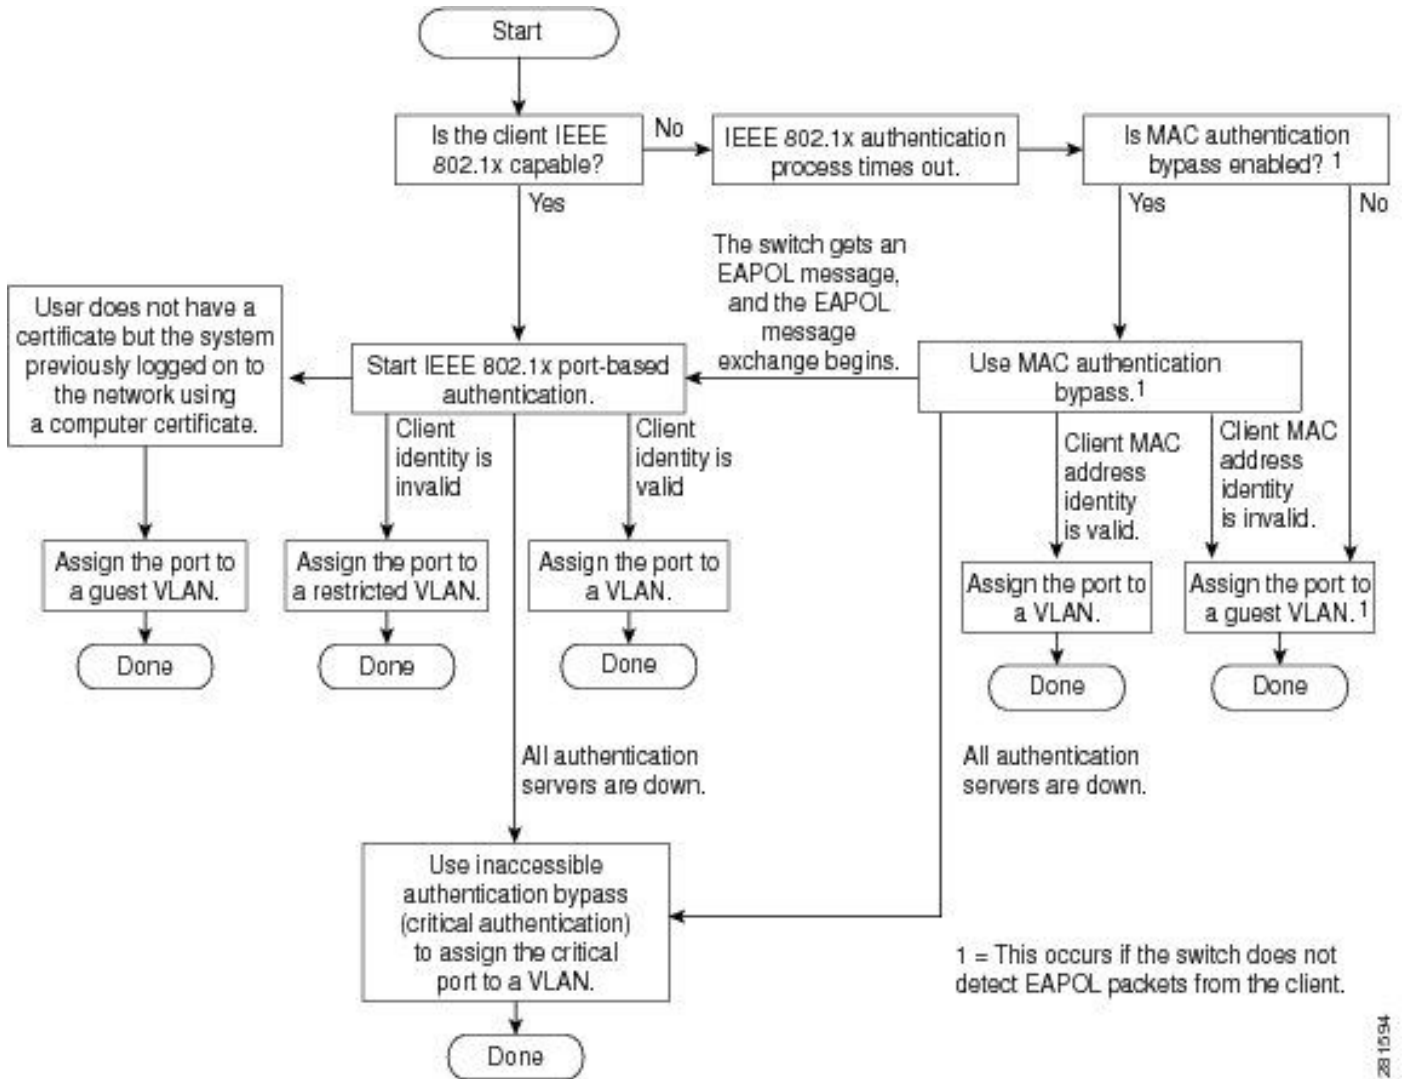 Start
Is the client IEEE
802.1x capable?
No
IEEE 802.1x authentication
process times out.
Is MAC authentication
bypass enabled? 1
Yes
Yes
No
The switch gets an
EAPOL message,
and the EAPOL
message
exchange begins.
User does not have a
certificate but the system
previously logged on to
the network using
a computer certificate.
Start IEEE 802.1x port-based
authentication.
Use MAC authentication
bypass.1
Client
identity is
invalid
Client
identity is
valid
Client MAC
address
identity
is valid.
Client MAC
address
identity
is invalid.
Assign the port to
a guest VLAN.
Assign the port to
a restricted VLAN.
Assign the port to
a VLAN.
Assign the port to
a VLAN.
Assign the port to
a guest VLAN.1
Done
Done
Done
Done
Done
All authentication
servers are down.
All authentication
servers are down.
Use inaccessible
authentication bypass
(critical authentication)
to assign the critical
port to a VLAN.
1 = This occurs if the switch does not
detect EAPOL packets from the client.
Done
281594